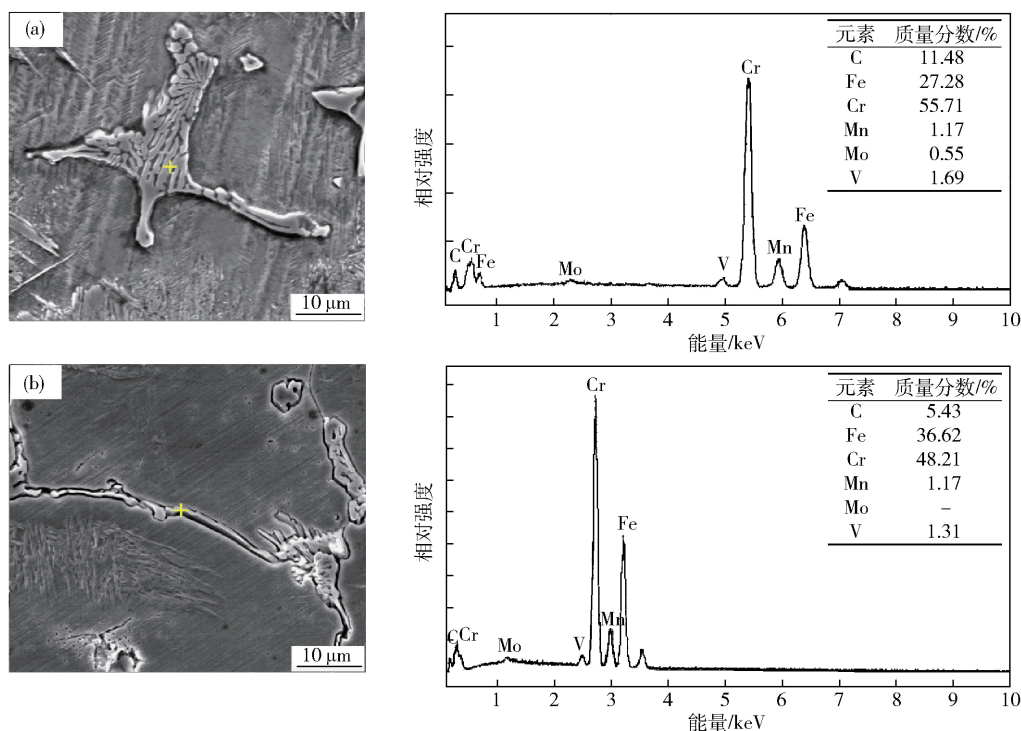 (a)
10 μm
元素 质量分数/%
C 11.48
Fe 27.28
Cr 55.71
Mn 1.17
Mo 0.55
V 1.69
Cr
Fe
Mn
V
Mo
C
Cr
Fe
相对强度
1 2 3 4 5 6 7 8 9 10
能量/keV
(b)
10 μm
元素 质量分数/%
C 5.43
Fe 36.62
Cr 48.21
Mn 1.17
Mo –
V 1.31
Cr
Fe
Mn
V
Mo
C
Cr
相对强度
1 2 3 4 5 6 7 8 9 10
能量/keV